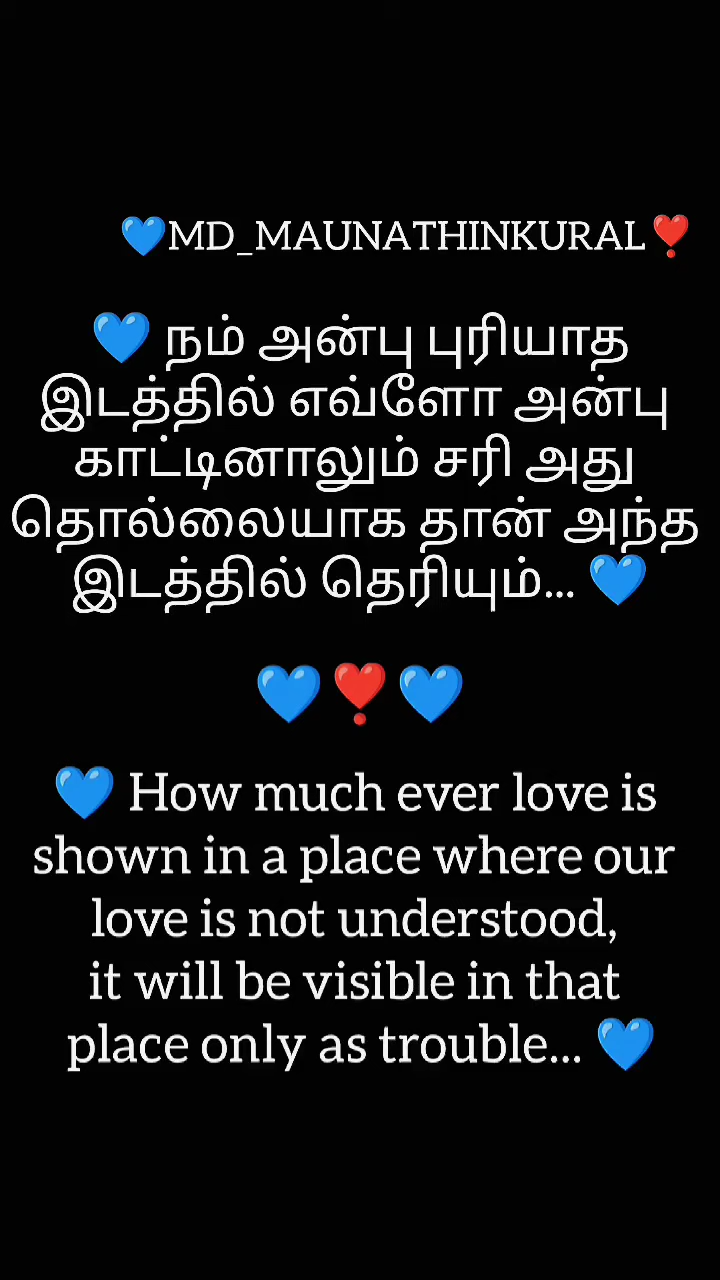 💙MD_MAUNATHINKURAL❣️
💙 நம் அன்பு புரியாத
இடத்தில் எவ்ளோ அன்பு
காட்டினாலும் சரி அது
தொல்லையாக தான் அந்த
இடத்தில் தெரியும்... 💙
💙❣️💙
💙 How much ever love is
shown in a place where our
love is not understood,
it will be visible in that
place only as trouble... 💙